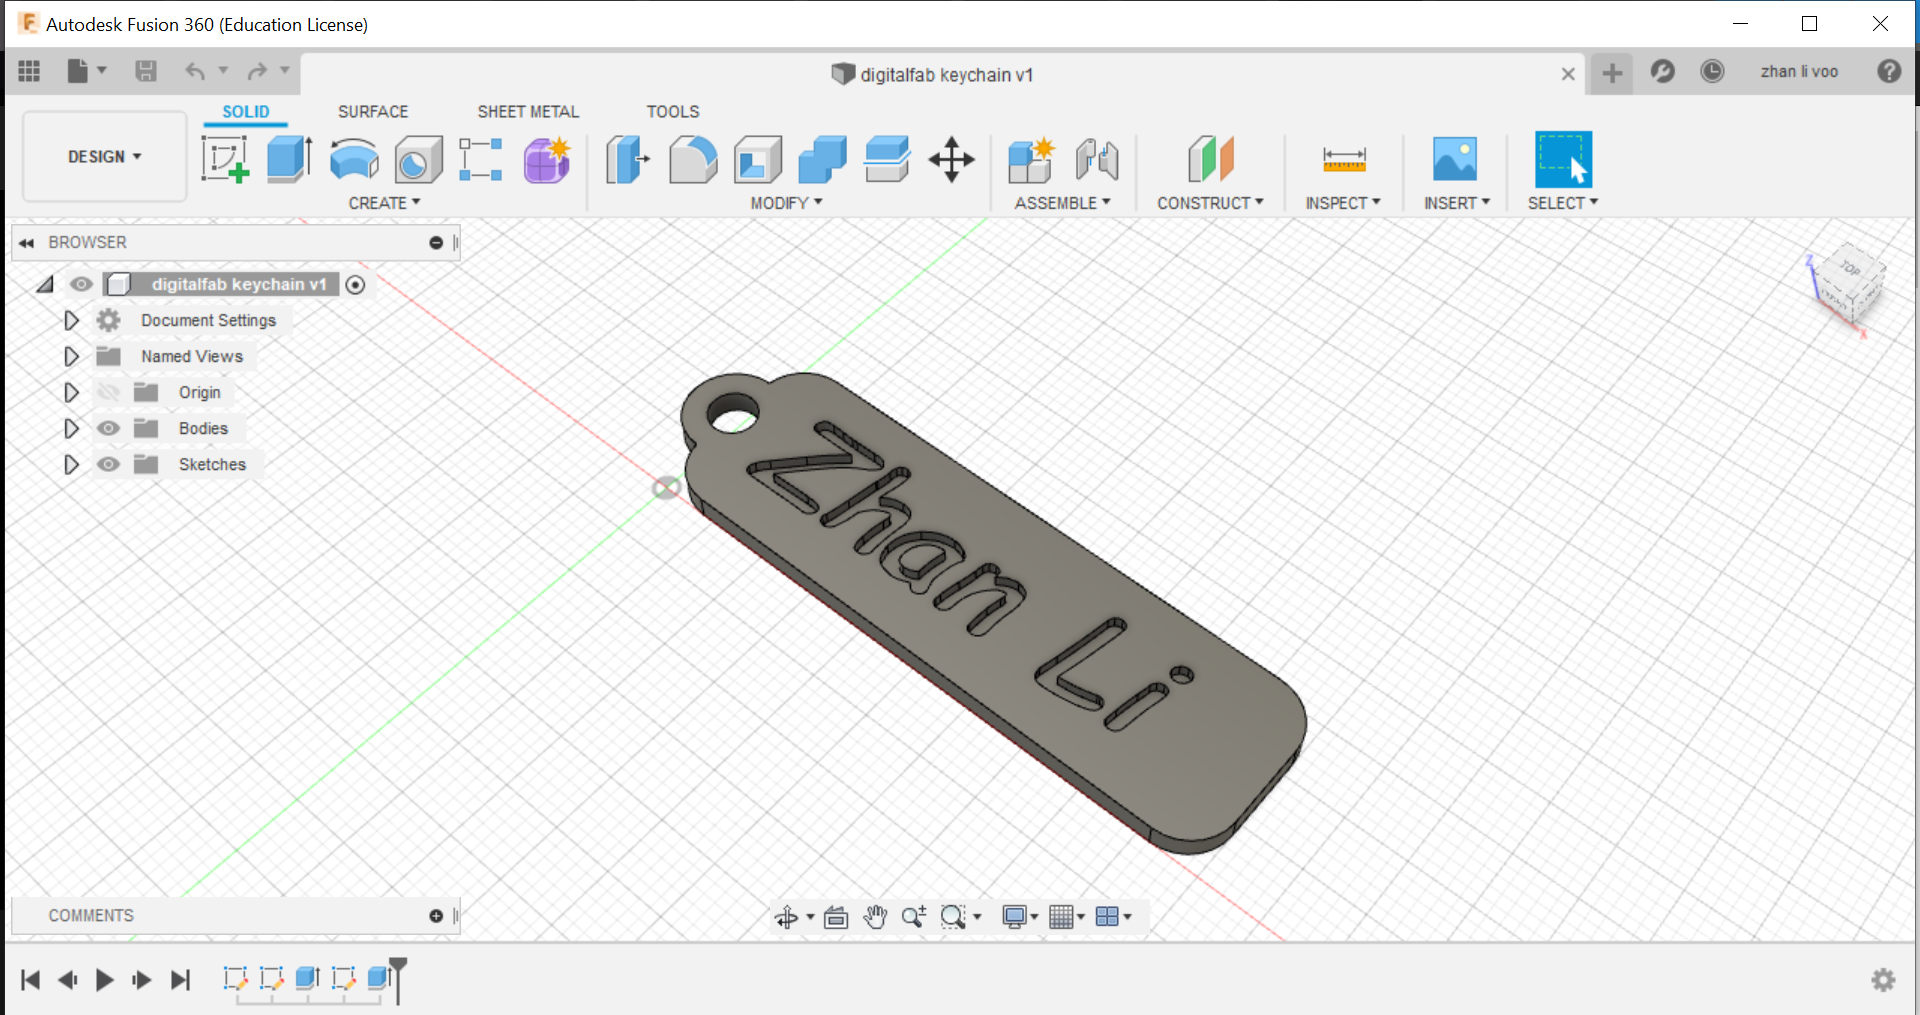 Autodesk Fusion 360 (Education License)
digitalfab keychain v1
zhan li voo
SOLID SURFACE SHEET METAL TOOLS
DESIGN
CREATE MODIFY ASSEMBLE CONSTRUCT INSPECT INSERT SELECT
BROWSER
digitalfab keychain v1
Document Settings
Named Views
Origin
Bodies
Sketches
Z
TOP
X
Zhan Li
COMMENTS